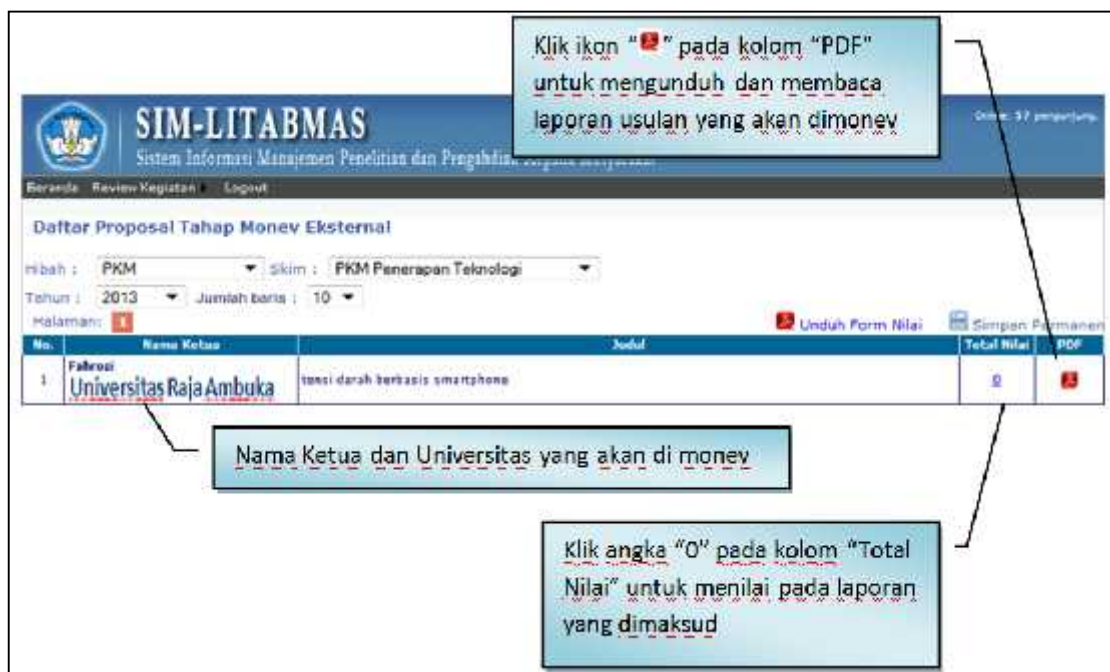 Klik ikon "" pada kolom "PDF"
untuk mengunduh dan membaca
laporan usulan yang akan dimonev
SIM-LITABMAS
Sistem Informasi Manajemen Penelitian dan Pengabdian
Online: 57 pengunjung
Beranda Review Kegiatan Logout
Daftar Proposal Tahap Monev Eksternal
Hibah : PKM Skim : PKM Penerapan Teknologi
Tahun : 2013 Jumlah baris : 10
Halaman: 1 Unduh Form Nilai Simpan Permanen
No. Nama Ketua Judul Total Nilai PDF
1 Fahrozi tensi darah berbasis smartphone 0
Universitas Raja Ambuka
Nama Ketua dan Universitas yang akan di monev
Klik angka "0" pada kolom "Total
Nilai" untuk menilai pada laporan
yang dimaksud